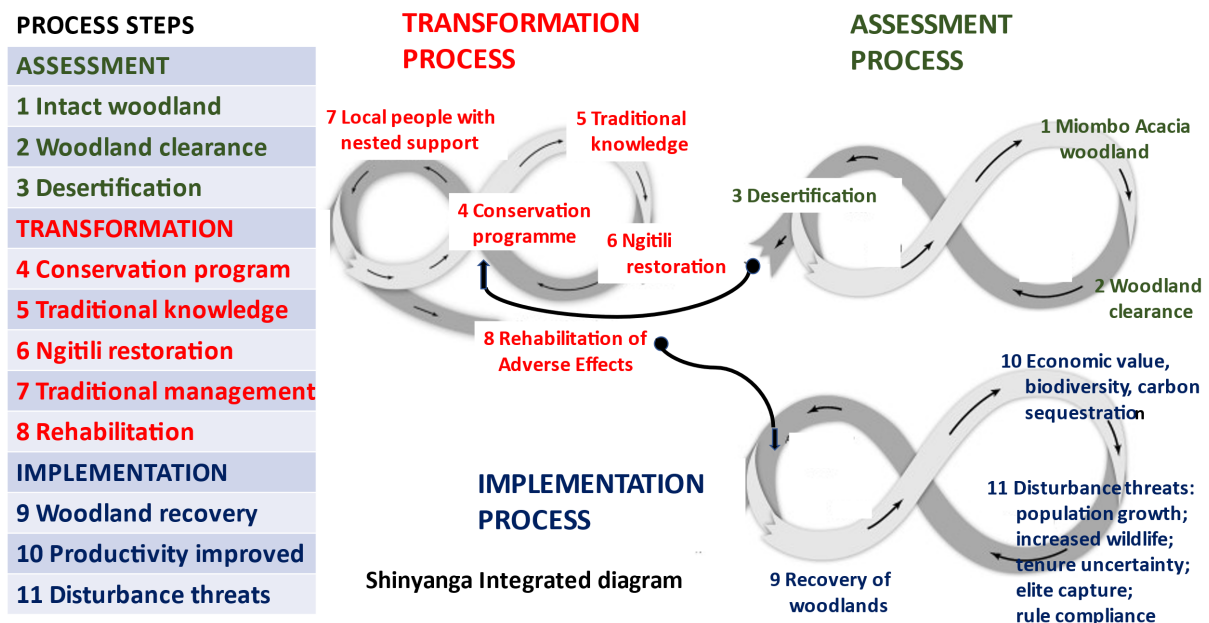 PROCESS STEPS
ASSESSMENT
1 Intact woodland
2 Woodland clearance
3 Desertification
TRANSFORMATION
4 Conservation program
5 Traditional knowledge
6 Ngitili restoration
7 Traditional management
8 Rehabilitation
IMPLEMENTATION
9 Woodland recovery
10 Productivity improved
11 Disturbance threats
TRANSFORMATION
PROCESS
7 Local people with
nested support
5 Traditional
knowledge
4 Conservation
programme
6 Ngitili
restoration
8 Rehabilitation of
Adverse Effects
ASSESSMENT
PROCESS
1 Miombo Acacia
woodland
3 Desertification
2 Woodland
clearance
IMPLEMENTATION
PROCESS
10 Economic value,
biodiversity, carbon
sequestration
11 Disturbance threats:
population growth;
increased wildlife;
tenure uncertainty;
elite capture;
rule compliance
9 Recovery of
woodlands
Shinyanga Integrated diagram